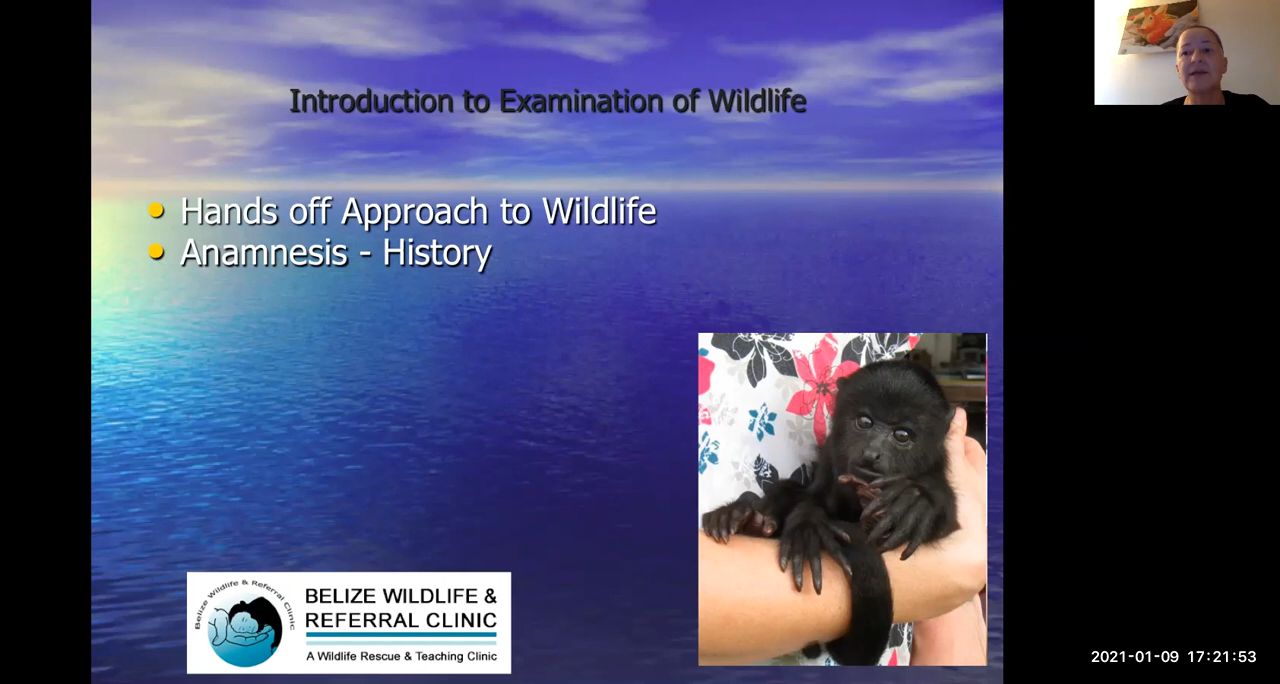 Introduction to Examination of Wildlife
Hands off Approach to Wildlife
Anamnesis - History
Belize Wildlife & Referral Clinic
BELIZE WILDLIFE &
REFERRAL CLINIC
A Wildlife Rescue & Teaching Clinic
2021-01-09 17:21:53